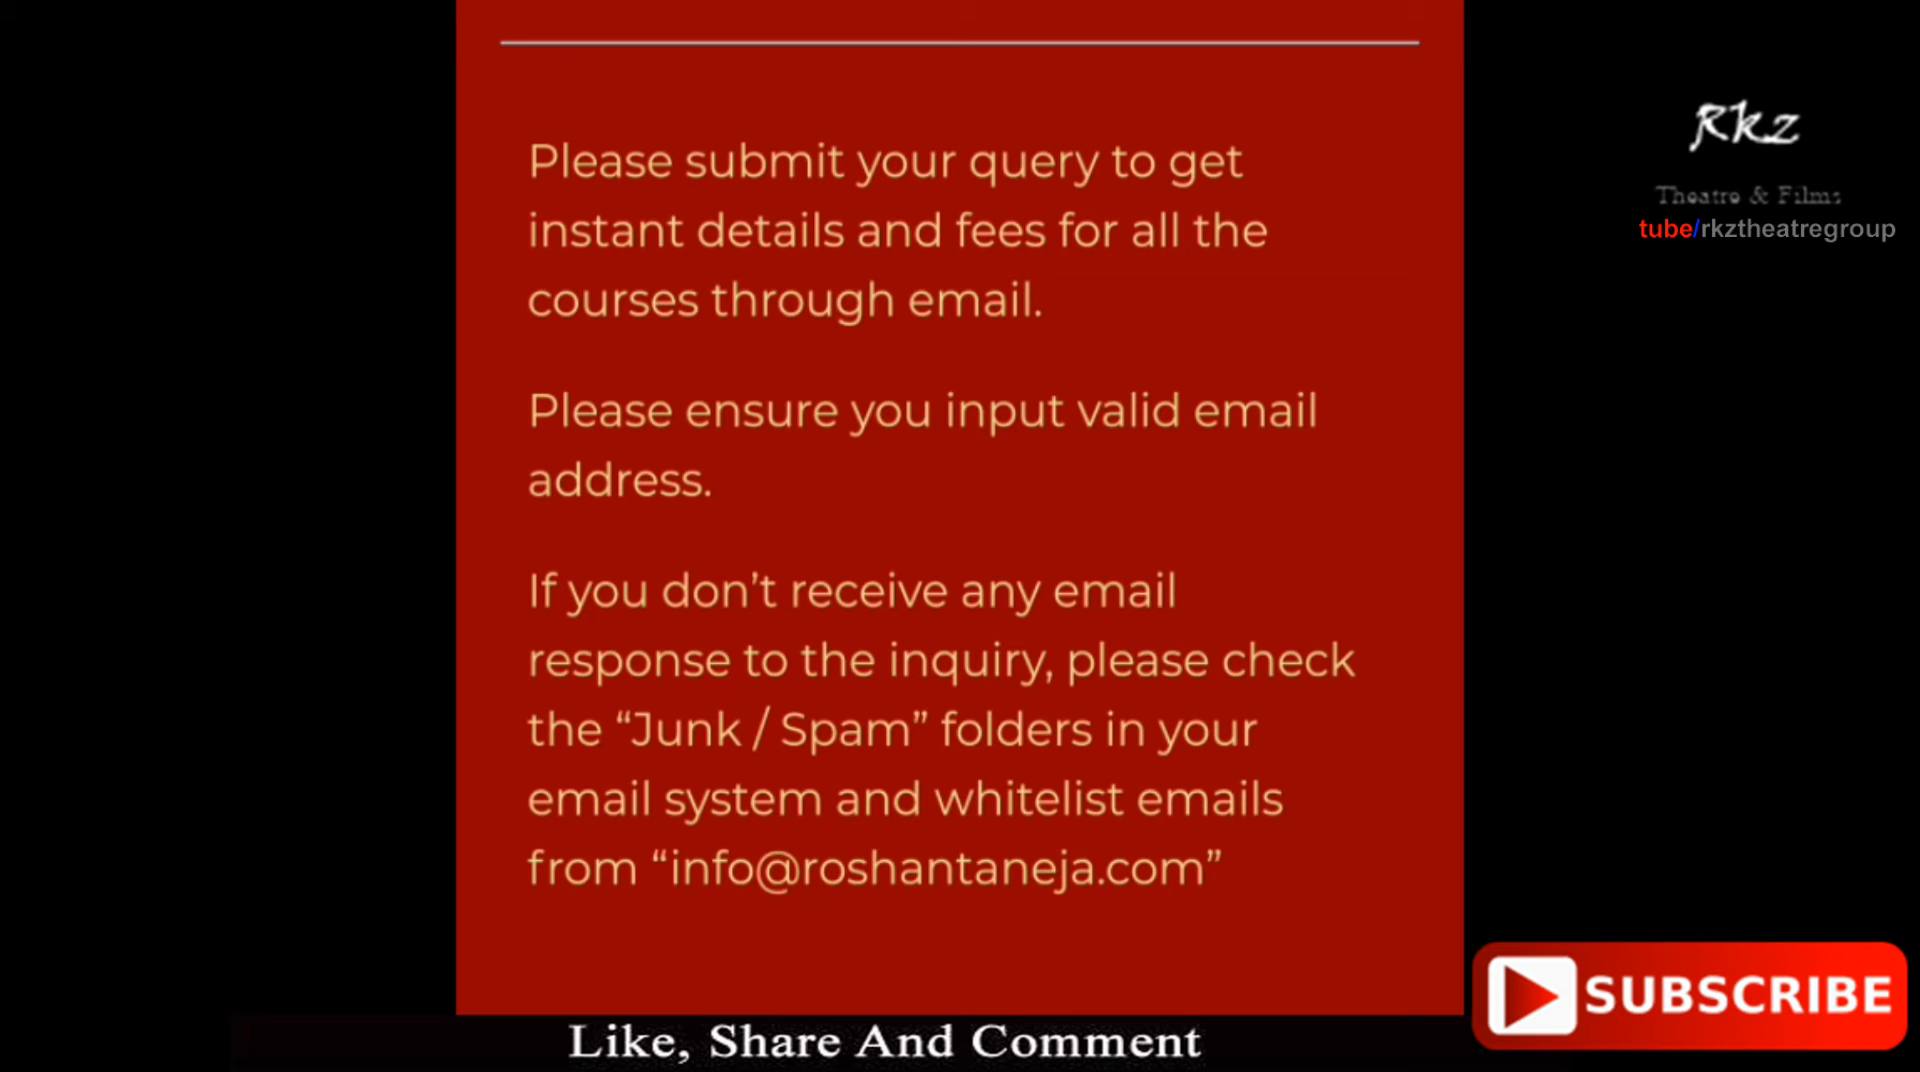 Rkz
Theatre & Films
tube/rkztheatregroup
Please submit your query to get
instant details and fees for all the
courses through email.
Please ensure you input valid email
address.
If you don’t receive any email
response to the inquiry, please check
the “Junk / Spam” folders in your
email system and whitelist emails
from “info@roshantaneja.com”
SUBSCRIBE
Like, Share And Comment